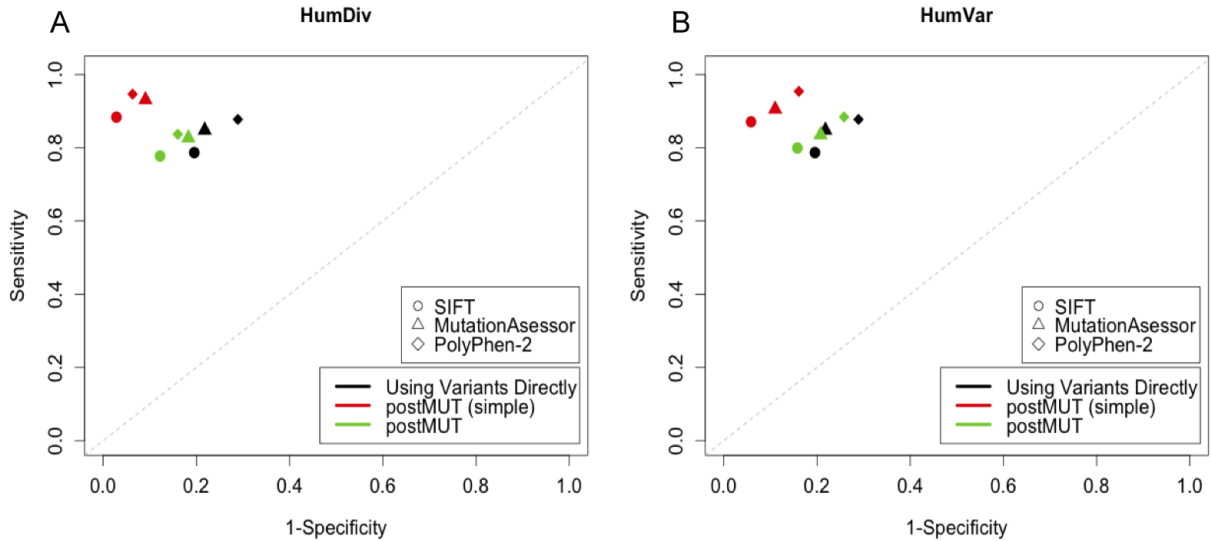 A
HumDiv
Sensitivity
1.0
0.8
0.6
0.4
0.2
0.0
SIFT
MutationAsessor
PolyPhen-2
Using Variants Directly
postMUT (simple)
postMUT
0.0 0.2 0.4 0.6 0.8 1.0
1-Specificity
B
HumVar
Sensitivity
1.0
0.8
0.6
0.4
0.2
0.0
SIFT
MutationAsessor
PolyPhen-2
Using Variants Directly
postMUT (simple)
postMUT
0.0 0.2 0.4 0.6 0.8 1.0
1-Specificity